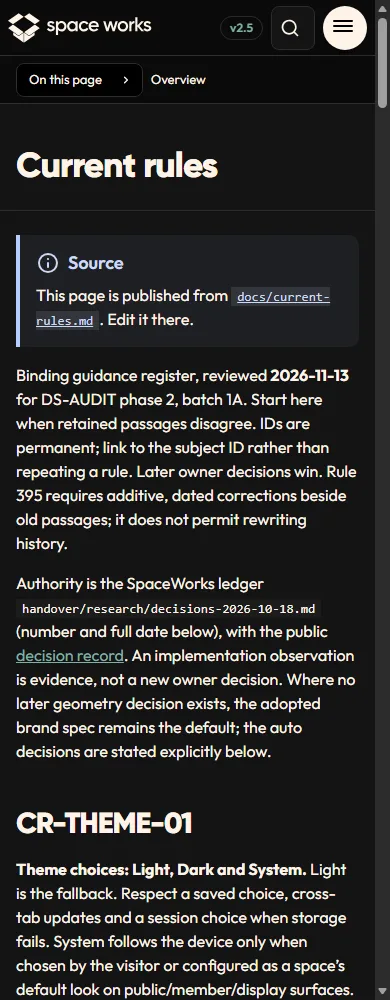 space works
v2.5
On this page
Overview
Current rules
Source
This page is published from docs/current-
rules.md . Edit it there.
Binding guidance register, reviewed 2026-11-13
for DS-AUDIT phase 2, batch 1A. Start here
when retained passages disagree. IDs are
permanent; link to the subject ID rather than
repeating a rule. Later owner decisions win. Rule
395 requires additive, dated corrections beside
old passages; it does not permit rewriting
history.
Authority is the SpaceWorks ledger
handover/research/decisions-2026-10-18.md
(number and full date below), with the public
decision record. An implementation observation
is evidence, not a new owner decision. Where no
later geometry decision exists, the adopted
brand spec remains the default; the auto
decisions are stated explicitly below.
CR-THEME-01
Theme choices: Light, Dark and System. Light
is the fallback. Respect a saved choice, cross-
tab updates and a session choice when storage
fails. System follows the device only when
chosen by the visitor or configured as a space's
default look on public/member/display surfaces.